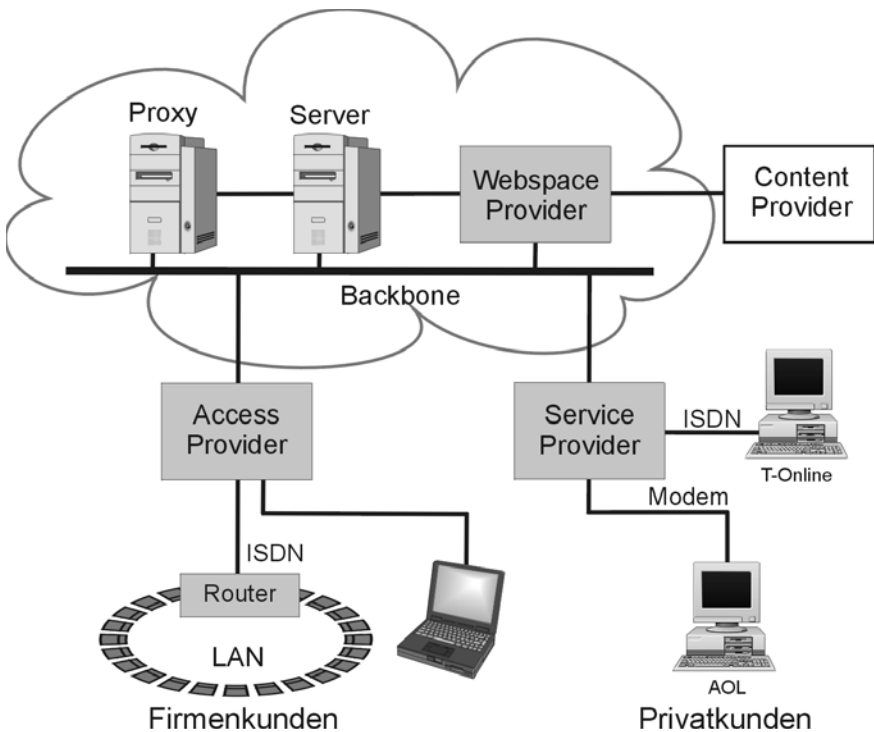 Proxy
Server
Webspace
Provider
Content
Provider
Backbone
Access
Provider
Service
Provider
ISDN
T-Online
Modem
ISDN
Router
LAN
AOL
Firmenkunden
Privatkunden